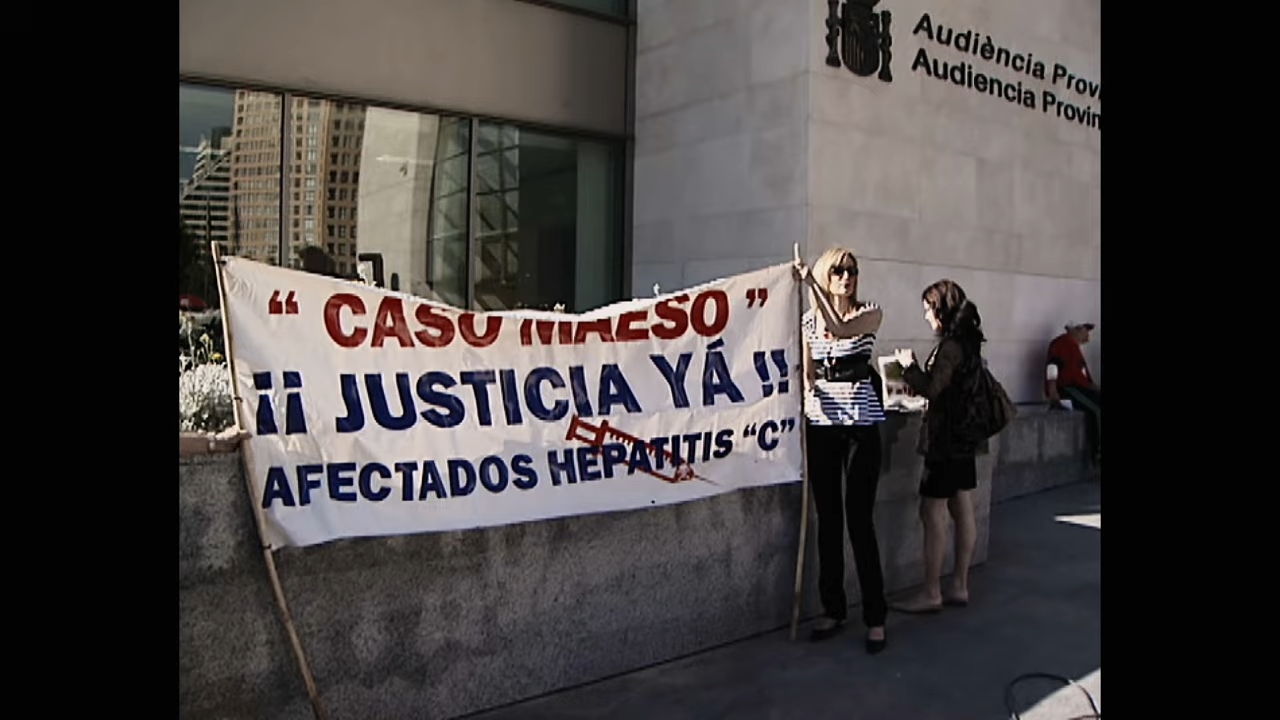 Audiència Prov
Audiencia Provin
“ CASO MAESO ”
¡¡ JUSTICIA YÁ !!
AFECTADOS HEPATITIS “C”